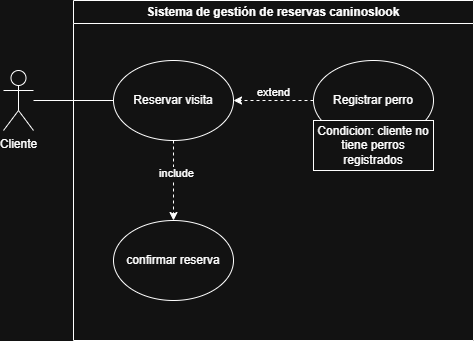 Sistema de gestión de reservas caninoslook
Reservar visita
extend
Registrar perro
Condicion: cliente no
tiene perros
registrados
Cliente
include
confirmar reserva